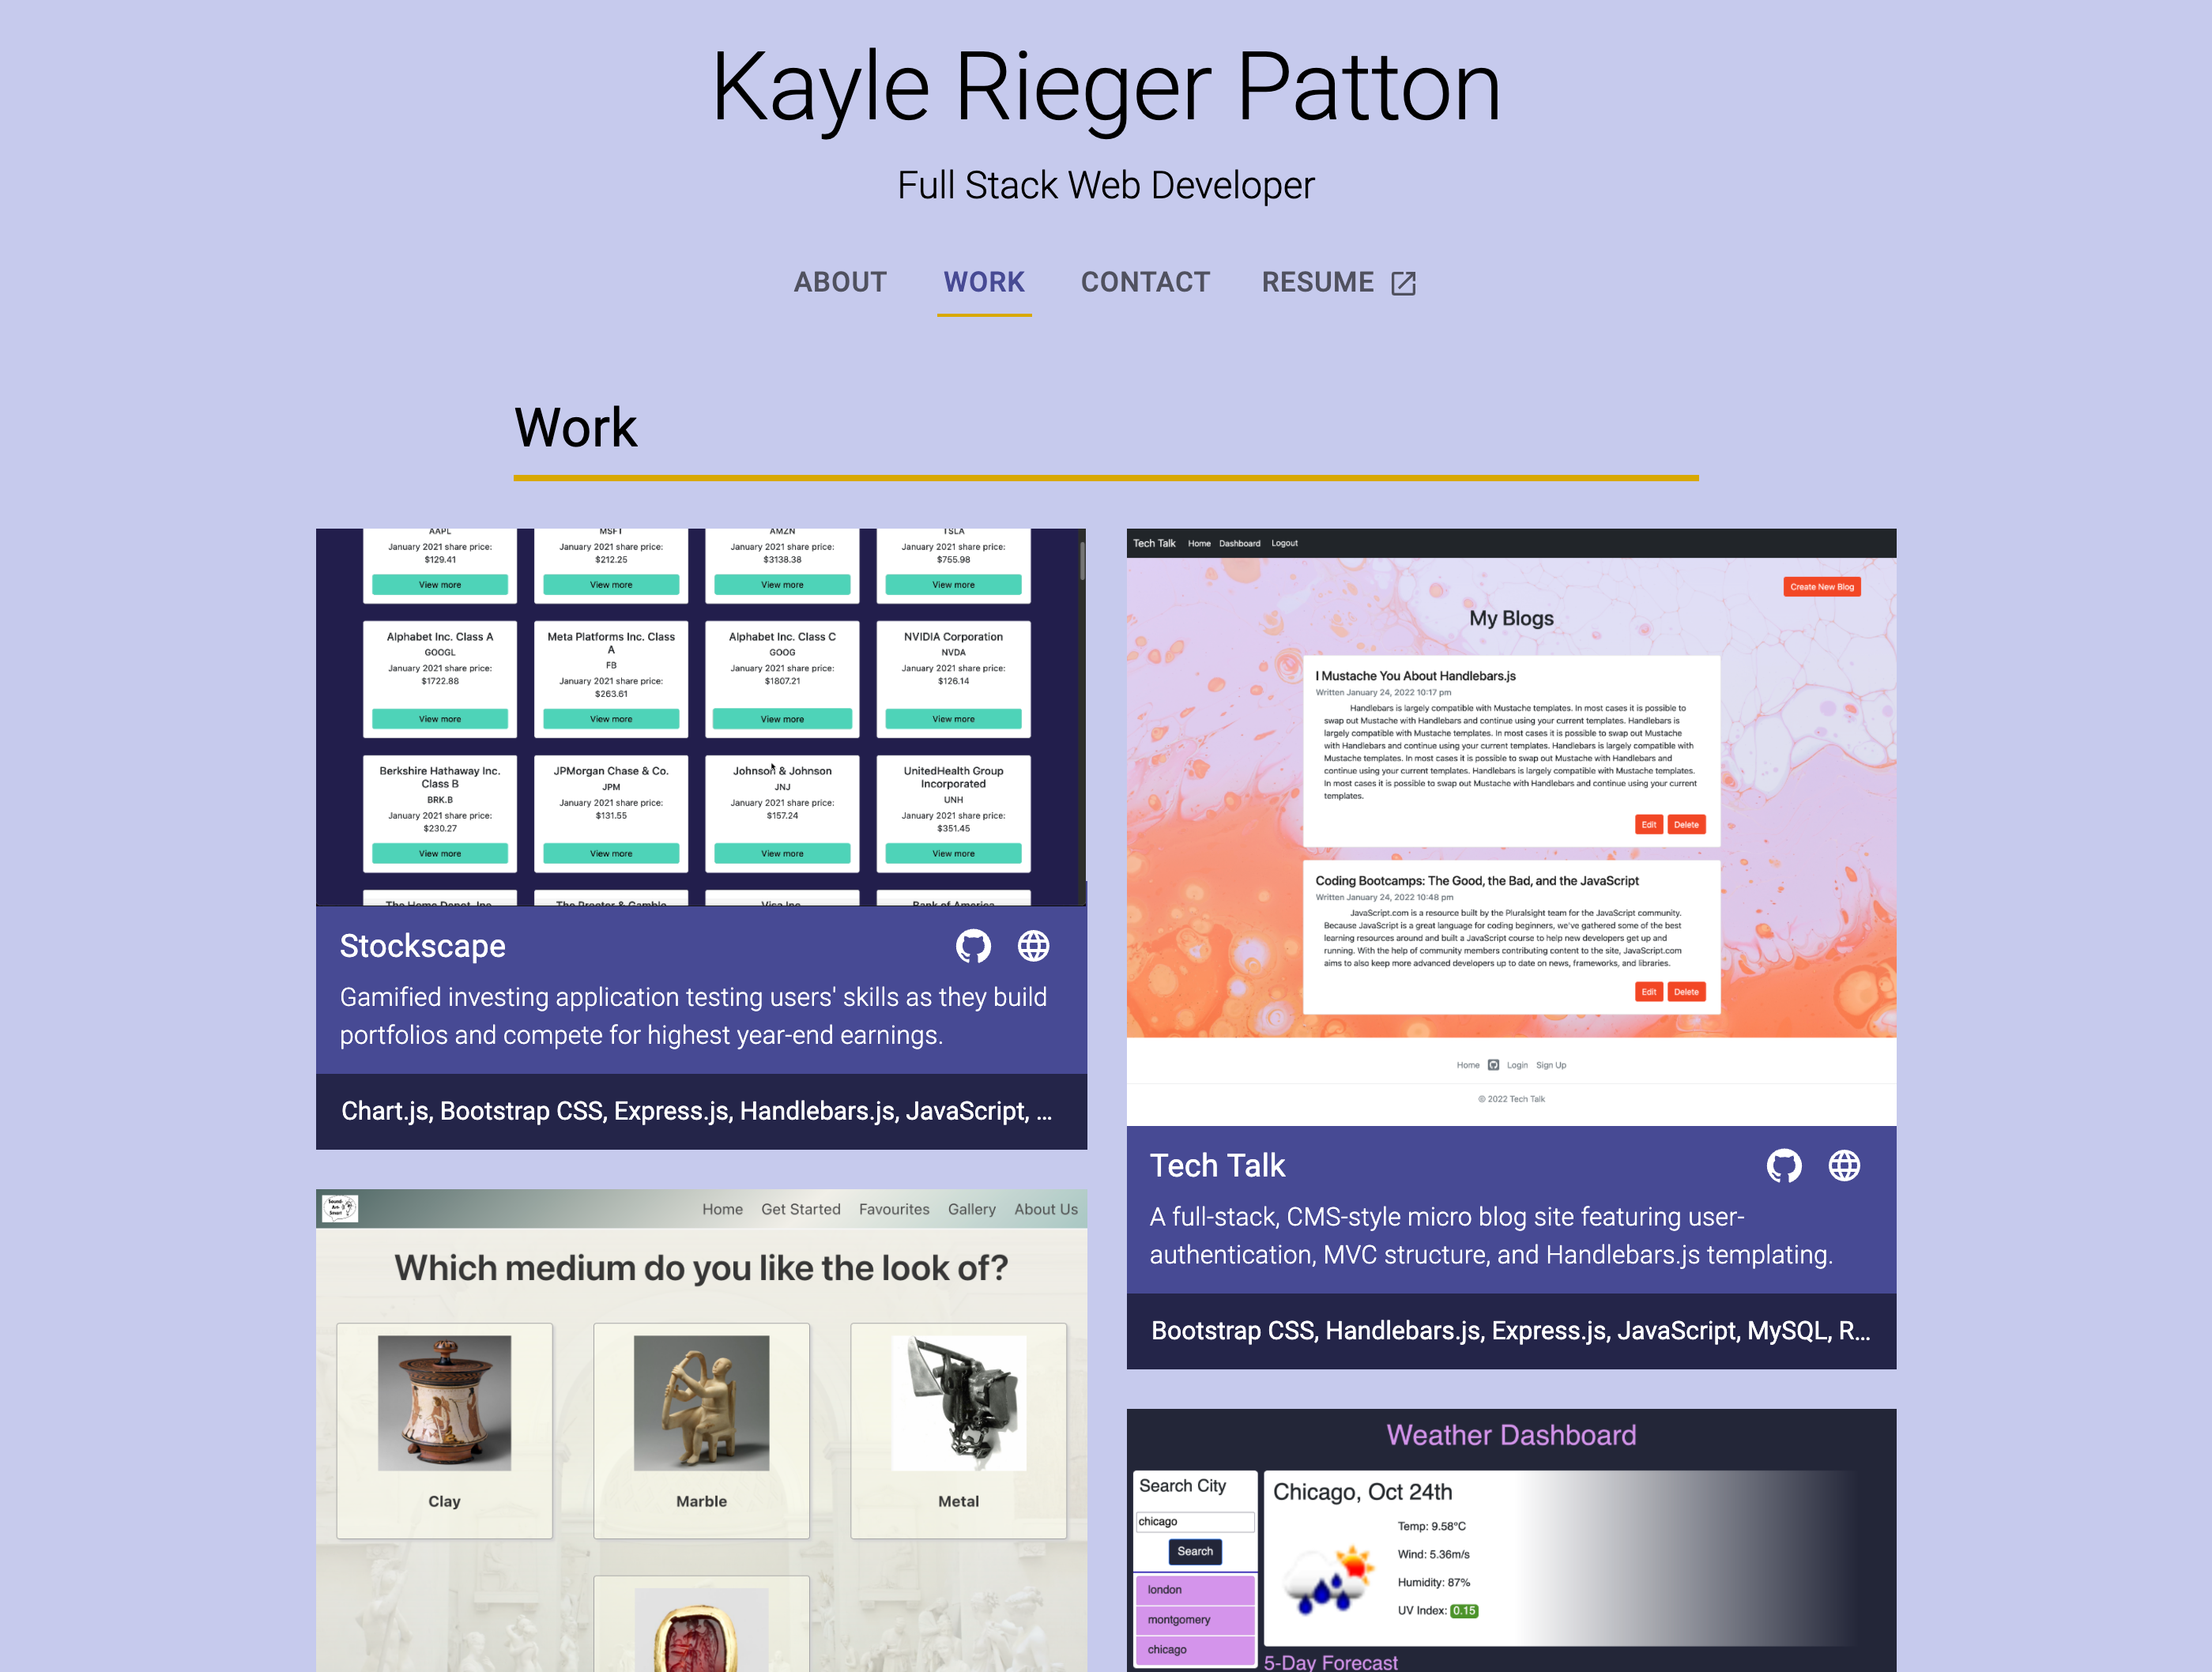 Kayle Rieger Patton
Full Stack Web Developer
ABOUT WORK CONTACT RESUME
Work
AAPL
January 2021 share price:
$129.41
View more
MSFT
January 2021 share price:
$212.25
View more
AMZN
January 2021 share price:
$3138.38
View more
TSLA
January 2021 share price:
$755.98
View more
Alphabet Inc. Class A
GOOGL
January 2021 share price:
$1722.88
View more
Meta Platforms Inc. Class
A
FB
January 2021 share price:
$263.61
View more
Alphabet Inc. Class C
GOOG
January 2021 share price:
$1807.21
View more
NVIDIA Corporation
NVDA
January 2021 share price:
$126.14
View more
Berkshire Hathaway Inc.
Class B
BRK.B
January 2021 share price:
$230.27
View more
JPMorgan Chase & Co.
JPM
January 2021 share price:
$131.55
View more
Johnson & Johnson
JNJ
January 2021 share price:
$157.24
View more
UnitedHealth Group
Incorporated
UNH
January 2021 share price:
$351.45
View more
The Home Depot, Inc.
The Procter & Gamble
Visa Inc.
Bank of America
Stockscape
Gamified investing application testing users' skills as they build
portfolios and compete for highest year-end earnings.
Chart.js, Bootstrap CSS, Express.js, Handlebars.js, JavaScript, ...
Tech Talk Home Dashboard Logout
Create New Blog
My Blogs
I Mustache You About Handlebars.js
Written January 24, 2022 10:17 pm
Handlebars is largely compatible with Mustache templates. In most cases it is possible to
swap out Mustache with Handlebars and continue using your current templates. Handlebars is
largely compatible with Mustache templates. In most cases it is possible to swap out Mustache
with Handlebars and continue using your current templates. Handlebars is largely compatible with
Mustache templates. In most cases it is possible to swap out Mustache with Handlebars and
continue using your current templates. Handlebars is largely compatible with Mustache templates.
In most cases it is possible to swap out Mustache with Handlebars and continue using your current
templates.
Edit Delete
Coding Bootcamps: The Good, the Bad, and the JavaScript
Written January 24, 2022 10:48 pm
JavaScript.com is a resource built by the Pluralsight team for the JavaScript community.
Because JavaScript is a great language for coding beginners, we've gathered some of the best
learning resources around and built a JavaScript course to help new developers get up and
running. With the help of community members contributing content to the site, JavaScript.com
aims to also keep more advanced developers up to date on news, frameworks, and libraries.
Edit Delete
Home Login Sign Up
© 2022 Tech Talk
Tech Talk
A full-stack, CMS-style micro blog site featuring user-
authentication, MVC structure, and Handlebars.js templating.
Bootstrap CSS, Handlebars.js, Express.js, JavaScript, MySQL, R...
Sound
Art
Smart
Home Get Started Favourites Gallery About Us
Which medium do you like the look of?
Clay
Marble
Metal
Weather Dashboard
Search City
chicago
Search
london
montgomery
chicago
Chicago, Oct 24th
Temp: 9.58°C
Wind: 5.36m/s
Humidity: 87%
UV Index: 0.15
5-Day Forecast